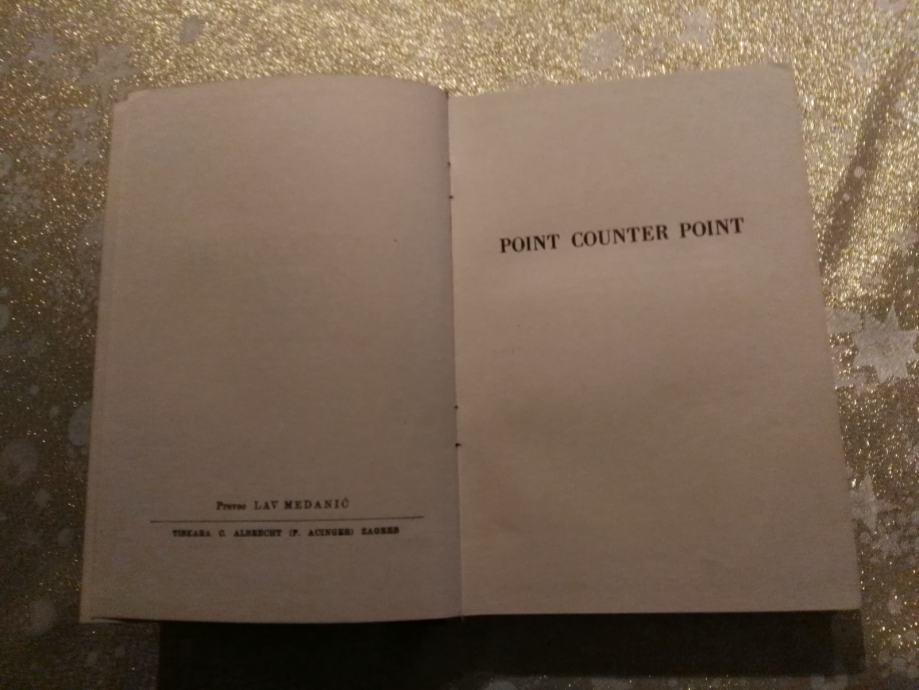 Preveo LAV MEDANIĆ
TISKARA C. ALBRECHT (P. ACINGER) ZAGREB
POINT COUNTER POINT